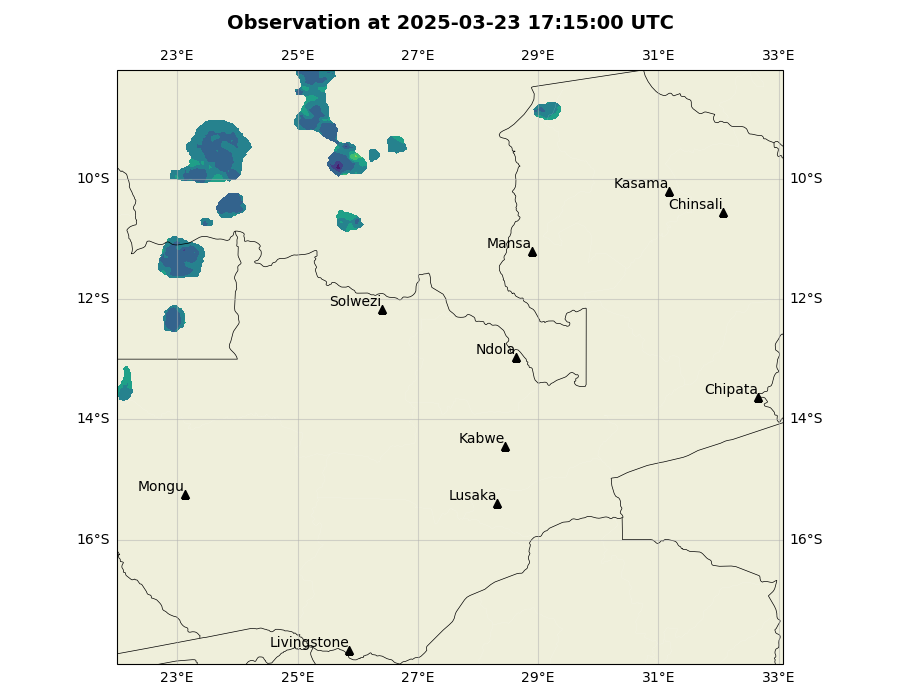 Observation at 2025-03-23 17:15:00 UTC
23°E 25°E 27°E 29°E 31°E 33°E
10°S 10°S
Kasama
Chinsali
Mansa
12°S 12°S
Solwezi
Ndola
Chipata
14°S 14°S
Kabwe
Mongu
Lusaka
16°S 16°S
Livingstone
23°E 25°E 27°E 29°E 31°E 33°E